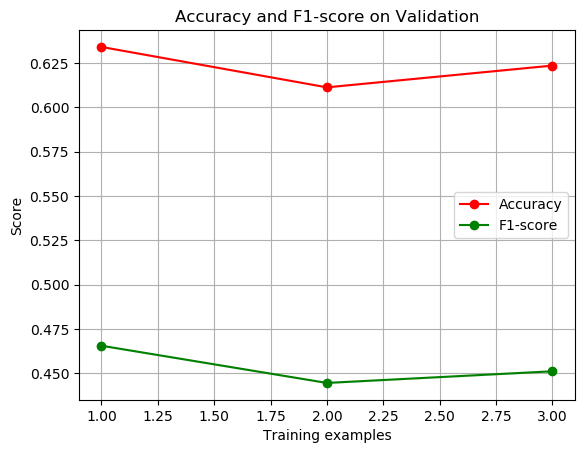 Accuracy and F1-score on Validation
0.625
0.600
0.575
0.550
0.525
0.500
0.475
0.450
Score
Accuracy
F1-score
1.00 1.25 1.50 1.75 2.00 2.25 2.50 2.75 3.00
Training examples